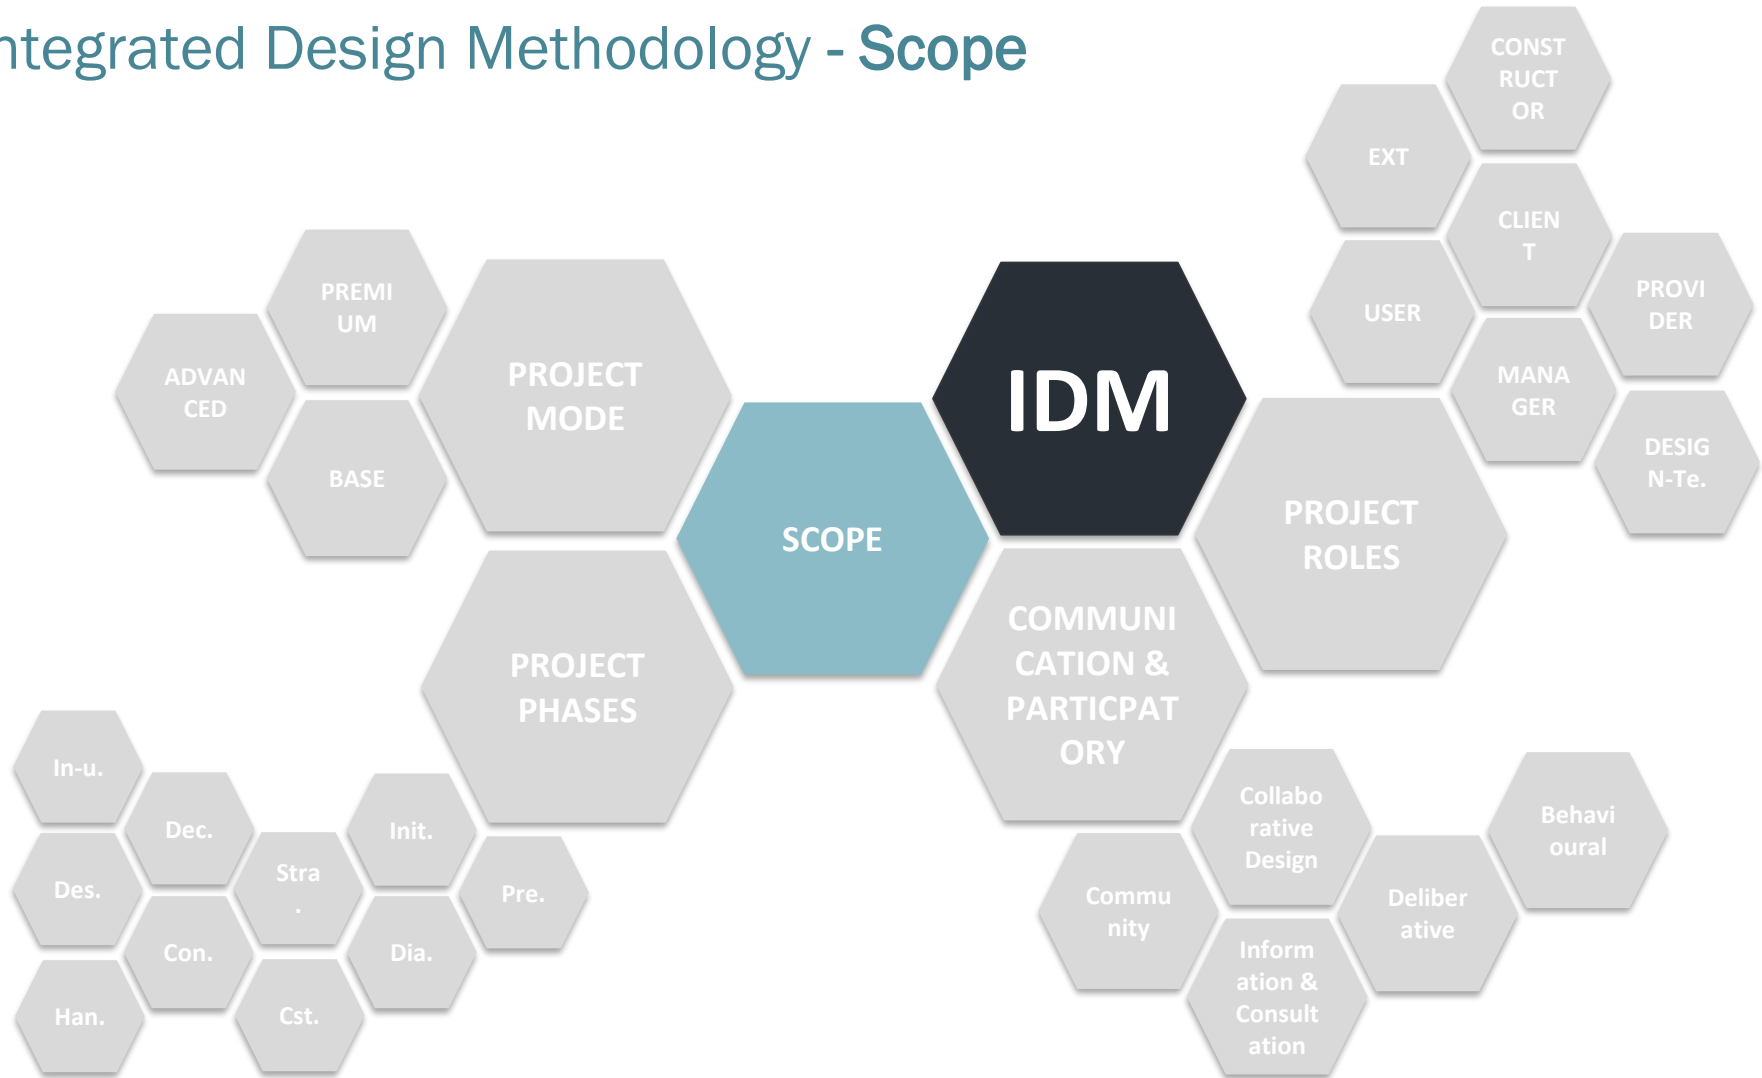 ntegrated Design Methodology - Scope
CONST
RUCT
OR
EXT
CLIEN
T
USER
PROVI
DER
MANA
GER
DESIG
N-Te.
PREMI
UM
ADVAN
CED
BASE
PROJECT
MODE
IDM
SCOPE
PROJECT
ROLES
PROJECT
PHASES
COMMUNI
CATION &
PARTICPAT
ORY
In-u.
Dec.
Init.
Des.
Stra
.
Pre.
Con.
Dia.
Han.
Cst.
Collabo
rative
Design
Behavi
oural
Commu
nity
Deliber
ative
Inform
ation &
Consult
ation